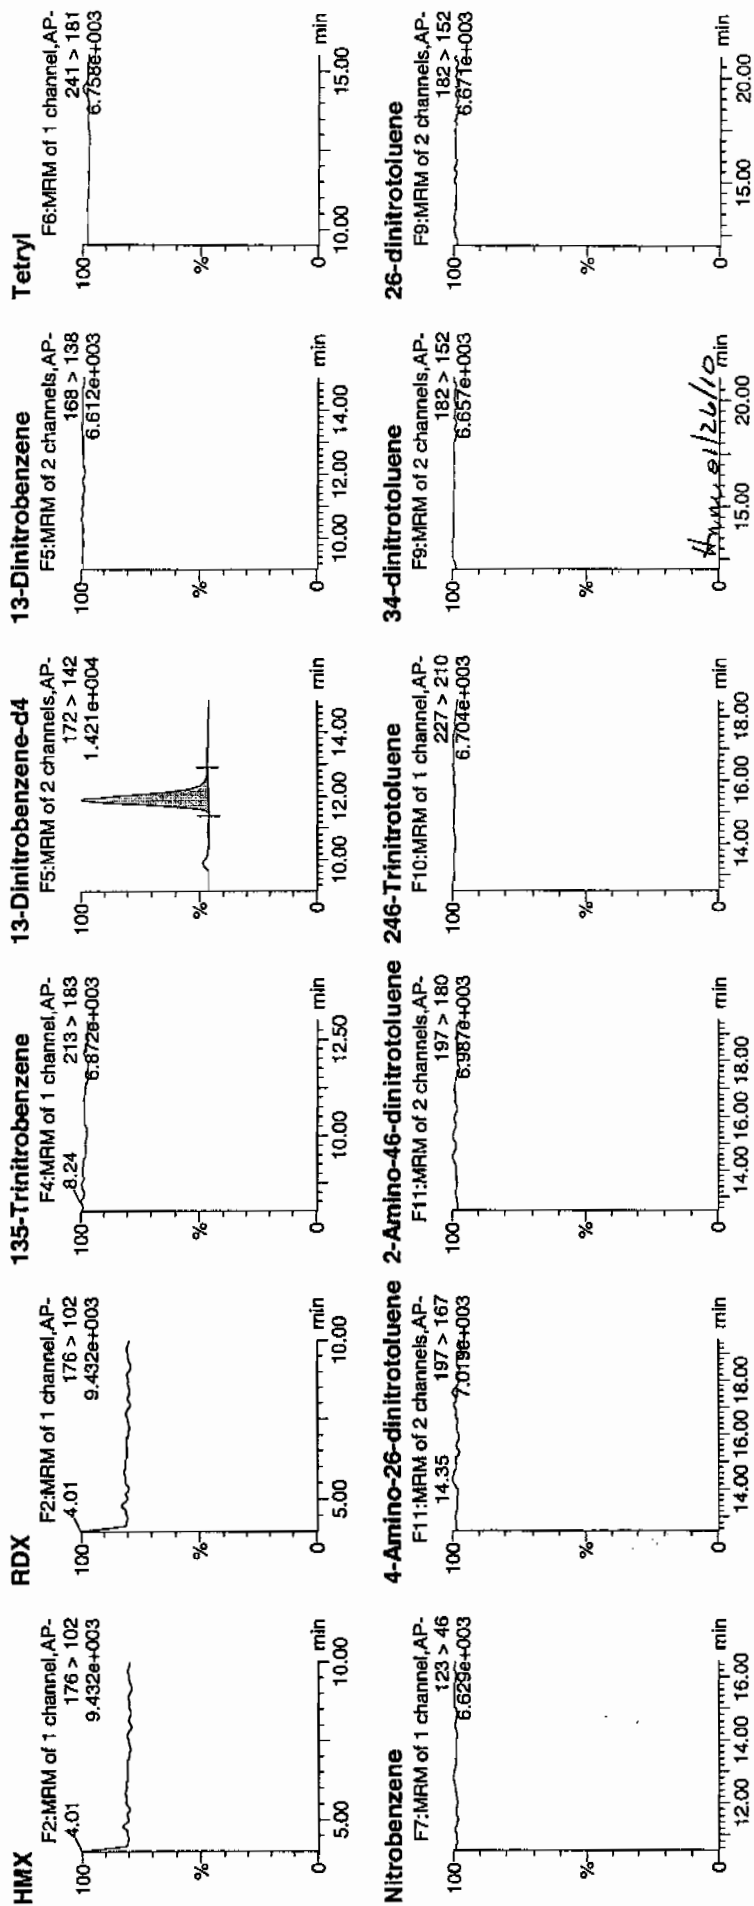 HMX
F2:MRM of 1 channel,AP-
176 > 102
9.432e+003
4.01
100
%
0
5.00
10.00
min
RDX
F2:MRM of 1 channel,AP-
176 > 102
9.432e+003
4.01
100
%
0
5.00
10.00
min
135-Trinitrobenzene
F4:MRM of 1 channel,AP-
213 > 183
6.872e+003
8.24
100
%
0
10.00
12.50
min
13-Dinitrobenzene-d4
F5:MRM of 2 channels,AP-
172 > 142
1.421e+004
100
%
0
10.00
12.00
14.00
min
13-Dinitrobenzene
F5:MRM of 2 channels,AP-
168 > 138
6.612e+003
100
%
0
10.00
12.00
14.00
min
Tetryl
F6:MRM of 1 channel,AP-
241 > 181
6.758e+003
100
%
0
10.00
15.00
min
Nitrobenzene
F7:MRM of 1 channel,AP-
123 > 46
6.629e+003
100
%
0
12.00
14.00
16.00
min
4-Amino-26-dinitrotoluene
F11:MRM of 2 channels,AP-
197 > 167
7.019e+003
14.35
100
%
0
14.00
16.00
18.00
min
2-Amino-46-dinitrotoluene
F11:MRM of 2 channels,AP-
197 > 180
6.987e+003
100
%
0
14.00
16.00
18.00
min
246-Trinitrotoluene
F10:MRM of 1 channel,AP-
227 > 210
6.704e+003
100
%
0
14.00
16.00
18.00
min
34-dinitrotoluene
F9:MRM of 2 channels,AP-
182 > 152
6.657e+003
100
%
0
15.00
20.00
min
01/26/10
26-dinitrotoluene
F9:MRM of 2 channels,AP-
182 > 152
6.671e+003
100
%
0
15.00
20.00
min